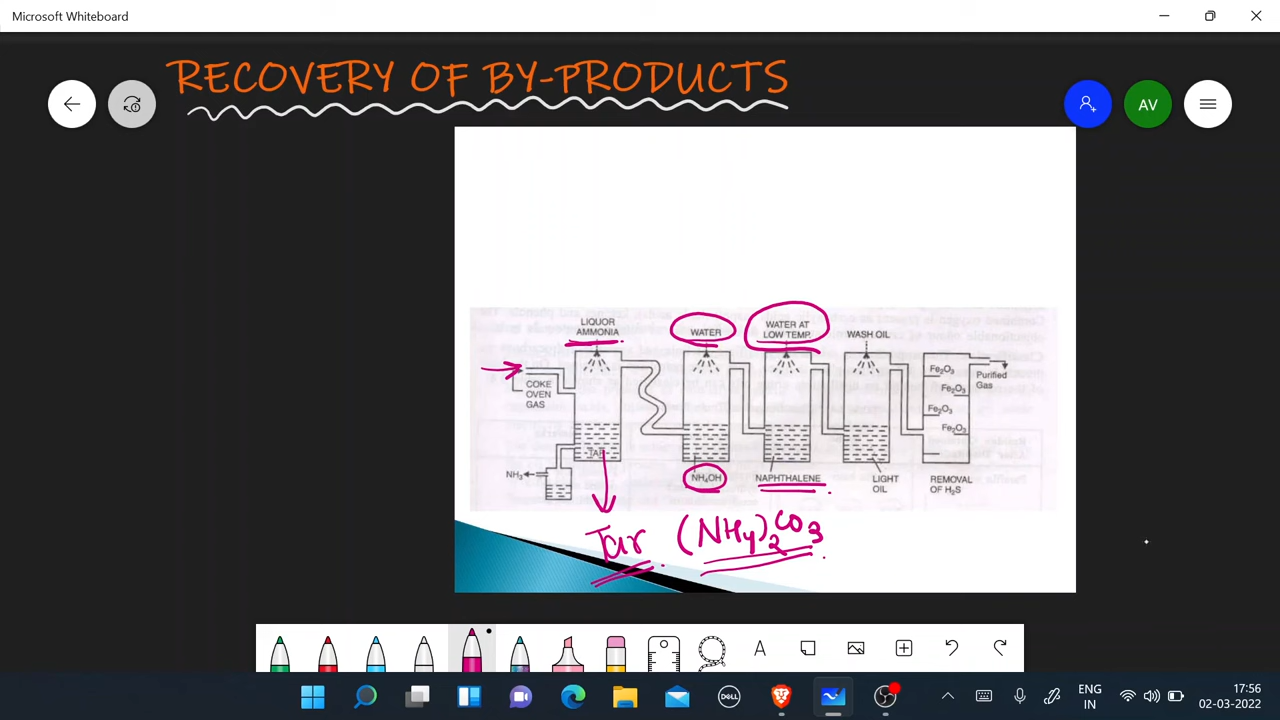 Microsoft Whiteboard
RECOVERY OF BY-PRODUCTS
AV
LIQUOR
AMMONIA
WATER
WATER AT
LOW TEMP.
WASH OIL
COKE
OVEN
GAS
Fe2O3
Fe2O3
Fe2O3
Fe2O3
Purified
Gas
TAR
NH3
NH4OH
NAPHTHALENE
LIGHT
OIL
REMOVAL
OF H2S
Tar (NH4)2CO3
A
DELL
ENG
IN
17:56
02-03-2022